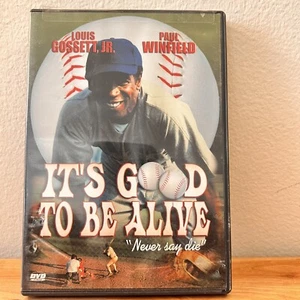 LOUIS
GOSSETT, JR.
PAUL
WINFIELD
IT'S GOOD
TO BE ALIVE
"Never say die"
DVD